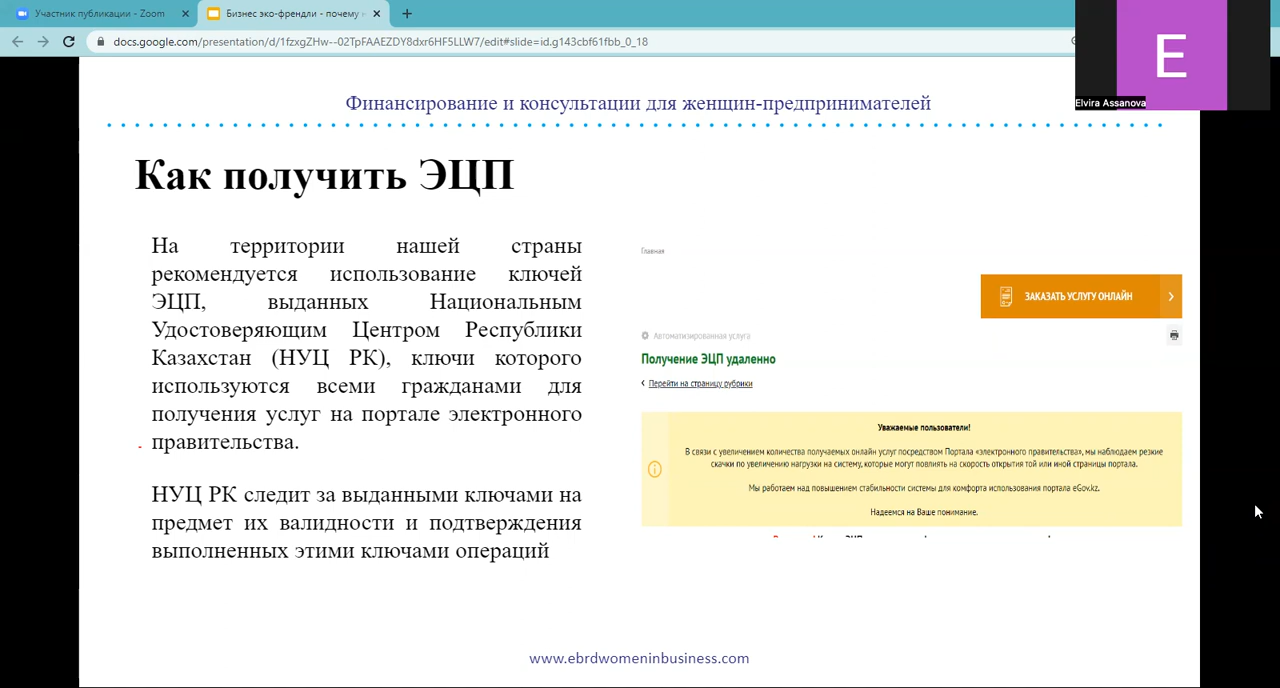 Участник публикации - Zoom
Бизнес эко-френдли - почему
docs.google.com/presentation/d/1fzxgZHw--02TpFAAEZDY8dxr6HF5LLW7/edit#slide=id.g143cbf61fbb_0_18
E
Elvira Assanova
Финансирование и консультации для женщин-предпринимателей
Как получить ЭЦП
На территории нашей страны
рекомендуется использование ключей
ЭЦП, выданных Национальным
Удостоверяющим Центром Республики
Казахстан (НУЦ РК), ключи которого
используются всеми гражданами для
получения услуг на портале электронного
правительства.
НУЦ РК следит за выданными ключами на
предмет их валидности и подтверждения
выполненных этими ключами операций
Главная
ЗАКАЗАТЬ УСЛУГУ ОНЛАЙН
Автоматизированная услуга
Получение ЭЦП удаленно
Перейти на страницу рубрики
Уважаемые пользователи!
В связи с увеличением количества получаемых онлайн услуг посредством Портала «электронного правительства», мы наблюдаем резкие
скачки по увеличению нагрузки на систему, которые могут повлиять на скорость открытия той или иной страницы портала.
Мы работаем над повышением стабильности системы для комфорта использования портала eGov.kz.
Надеемся на Ваше понимание.
www.ebrdwomeninbusiness.com